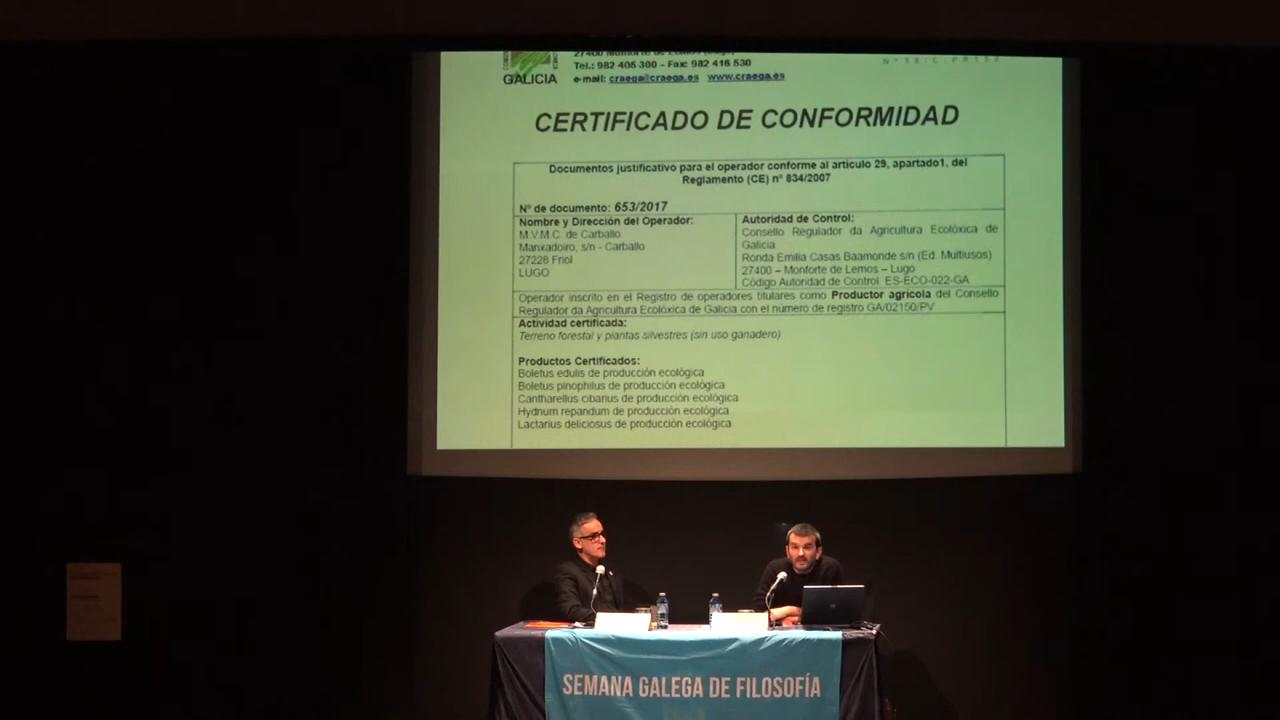 GALICIA
Tel.: 982 405 300 - Fax: 982 416 530
e-mail: craega@craega.es www.craega.es
CERTIFICADO DE CONFORMIDAD
Documentos justificativo para el operador conforme al articulo 29, apartado1, del
Reglamento (CE) nº 834/2007
Nº de documento: 653/2017
Nombre y Dirección del Operador:
M.V.M.C. de Carballo
Manxadoiro, s/n - Carballo
27226 Friol
LUGO
Autoridad de Control:
Consello Regulador da Agricultura Ecolóxica de
Galicia
Ronda Emilia Casas Baamonde s/n (Ed. Multiusos)
27400 – Monforte de Lemos – Lugo
Código Autoridad de Control ES-ECO-022-GA
Operador inscrito en el Registro de operadores titulares como Productor agrícola del Consello
Regulador da Agricultura Ecolóxica de Galicia con el número de registro GA/02150/PV
Actividad certificada:
Terreno forestal y plantas silvestres (sin uso ganadero)
Productos Certificados:
Boletus edulis de producción ecológica
Boletus pinophilus de producción ecológica
Cantharellus cibarius de producción ecológica
Hydnum repandum de producción ecológica
Lactarius deliciosus de producción ecológica
SEMANA GALEGA DE FILOSOFÍA